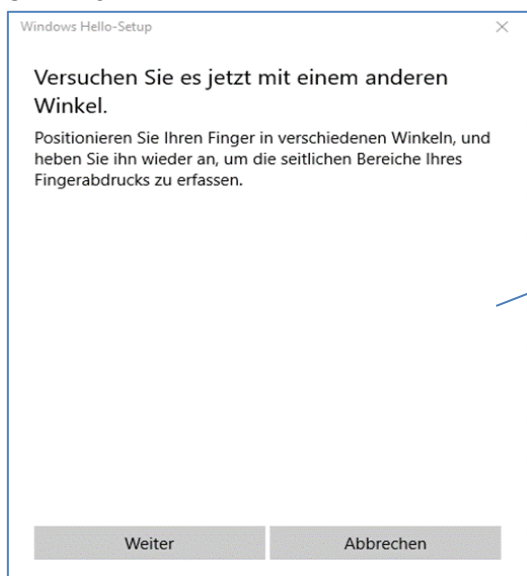 Windows Hello-Setup
Versuchen Sie es jetzt mit einem anderen
Winkel.
Positionieren Sie Ihren Finger in verschiedenen Winkeln, und
heben Sie ihn wieder an, um die seitlichen Bereiche Ihres
Fingerabdrucks zu erfassen.
Weiter
Abbrechen